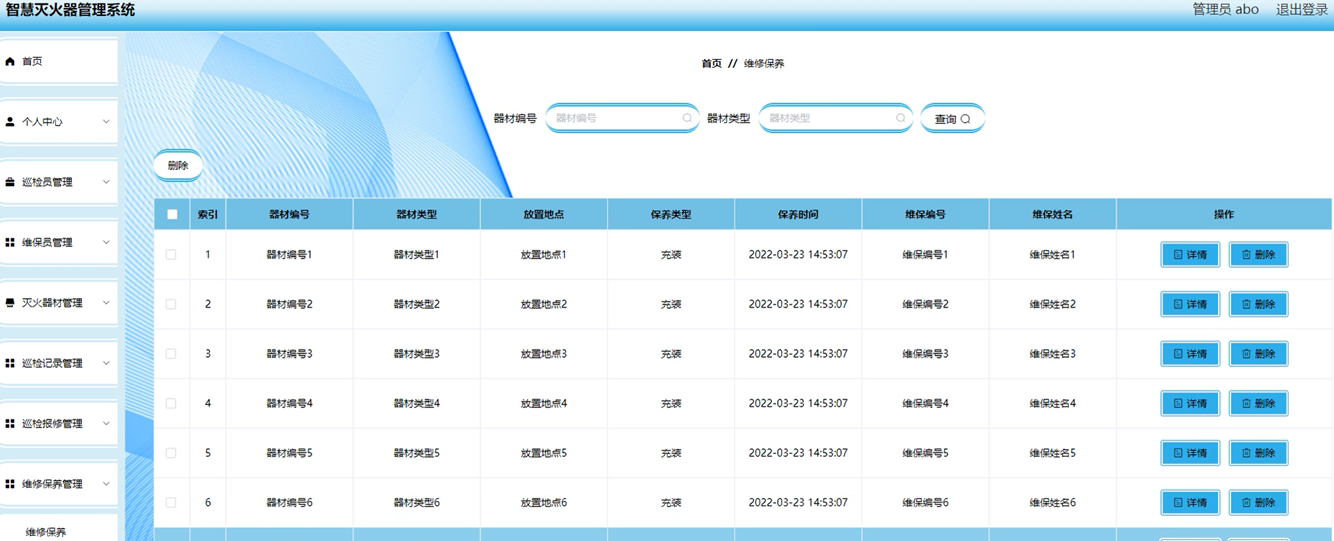 智慧灭火器管理系统 管理员 abo 退出登录
首页
个人中心
巡检员管理
维保员管理
灭火器材管理
巡检记录管理
巡检报修管理
维修保养管理
维修保养
首页 // 维修保养
器材编号 器材编号 器材类型 器材类型 查询
删除
索引 器材编号 器材类型 放置地点 保养类型 保养时间 维保编号 维保姓名 操作
1 器材编号1 器材类型1 放置地点1 充装 2022-03-23 14:53:07 维保编号1 维保姓名1 详情 删除
2 器材编号2 器材类型2 放置地点2 充装 2022-03-23 14:53:07 维保编号2 维保姓名2 详情 删除
3 器材编号3 器材类型3 放置地点3 充装 2022-03-23 14:53:07 维保编号3 维保姓名3 详情 删除
4 器材编号4 器材类型4 放置地点4 充装 2022-03-23 14:53:07 维保编号4 维保姓名4 详情 删除
5 器材编号5 器材类型5 放置地点5 充装 2022-03-23 14:53:07 维保编号5 维保姓名5 详情 删除
6 器材编号6 器材类型6 放置地点6 充装 2022-03-23 14:53:07 维保编号6 维保姓名6 详情 删除